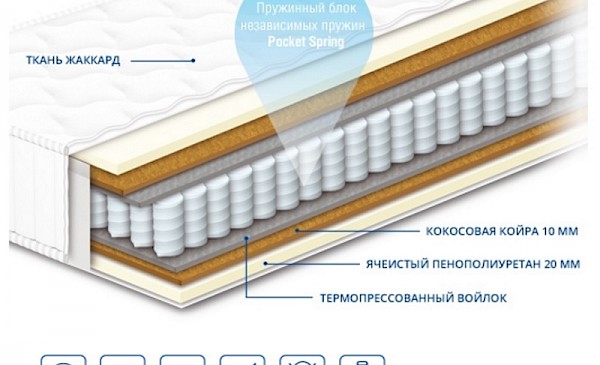 Пружинный блок
независимых пружин
Pocket Spring
ТКАНЬ ЖАККАРД
КОКОСОВАЯ КОЙРА 10 ММ
ЯЧЕИСТЫЙ ПЕНОПОЛИУРЕТАН 20 ММ
ТЕРМОПРЕССОВАННЫЙ ВОЙЛОК